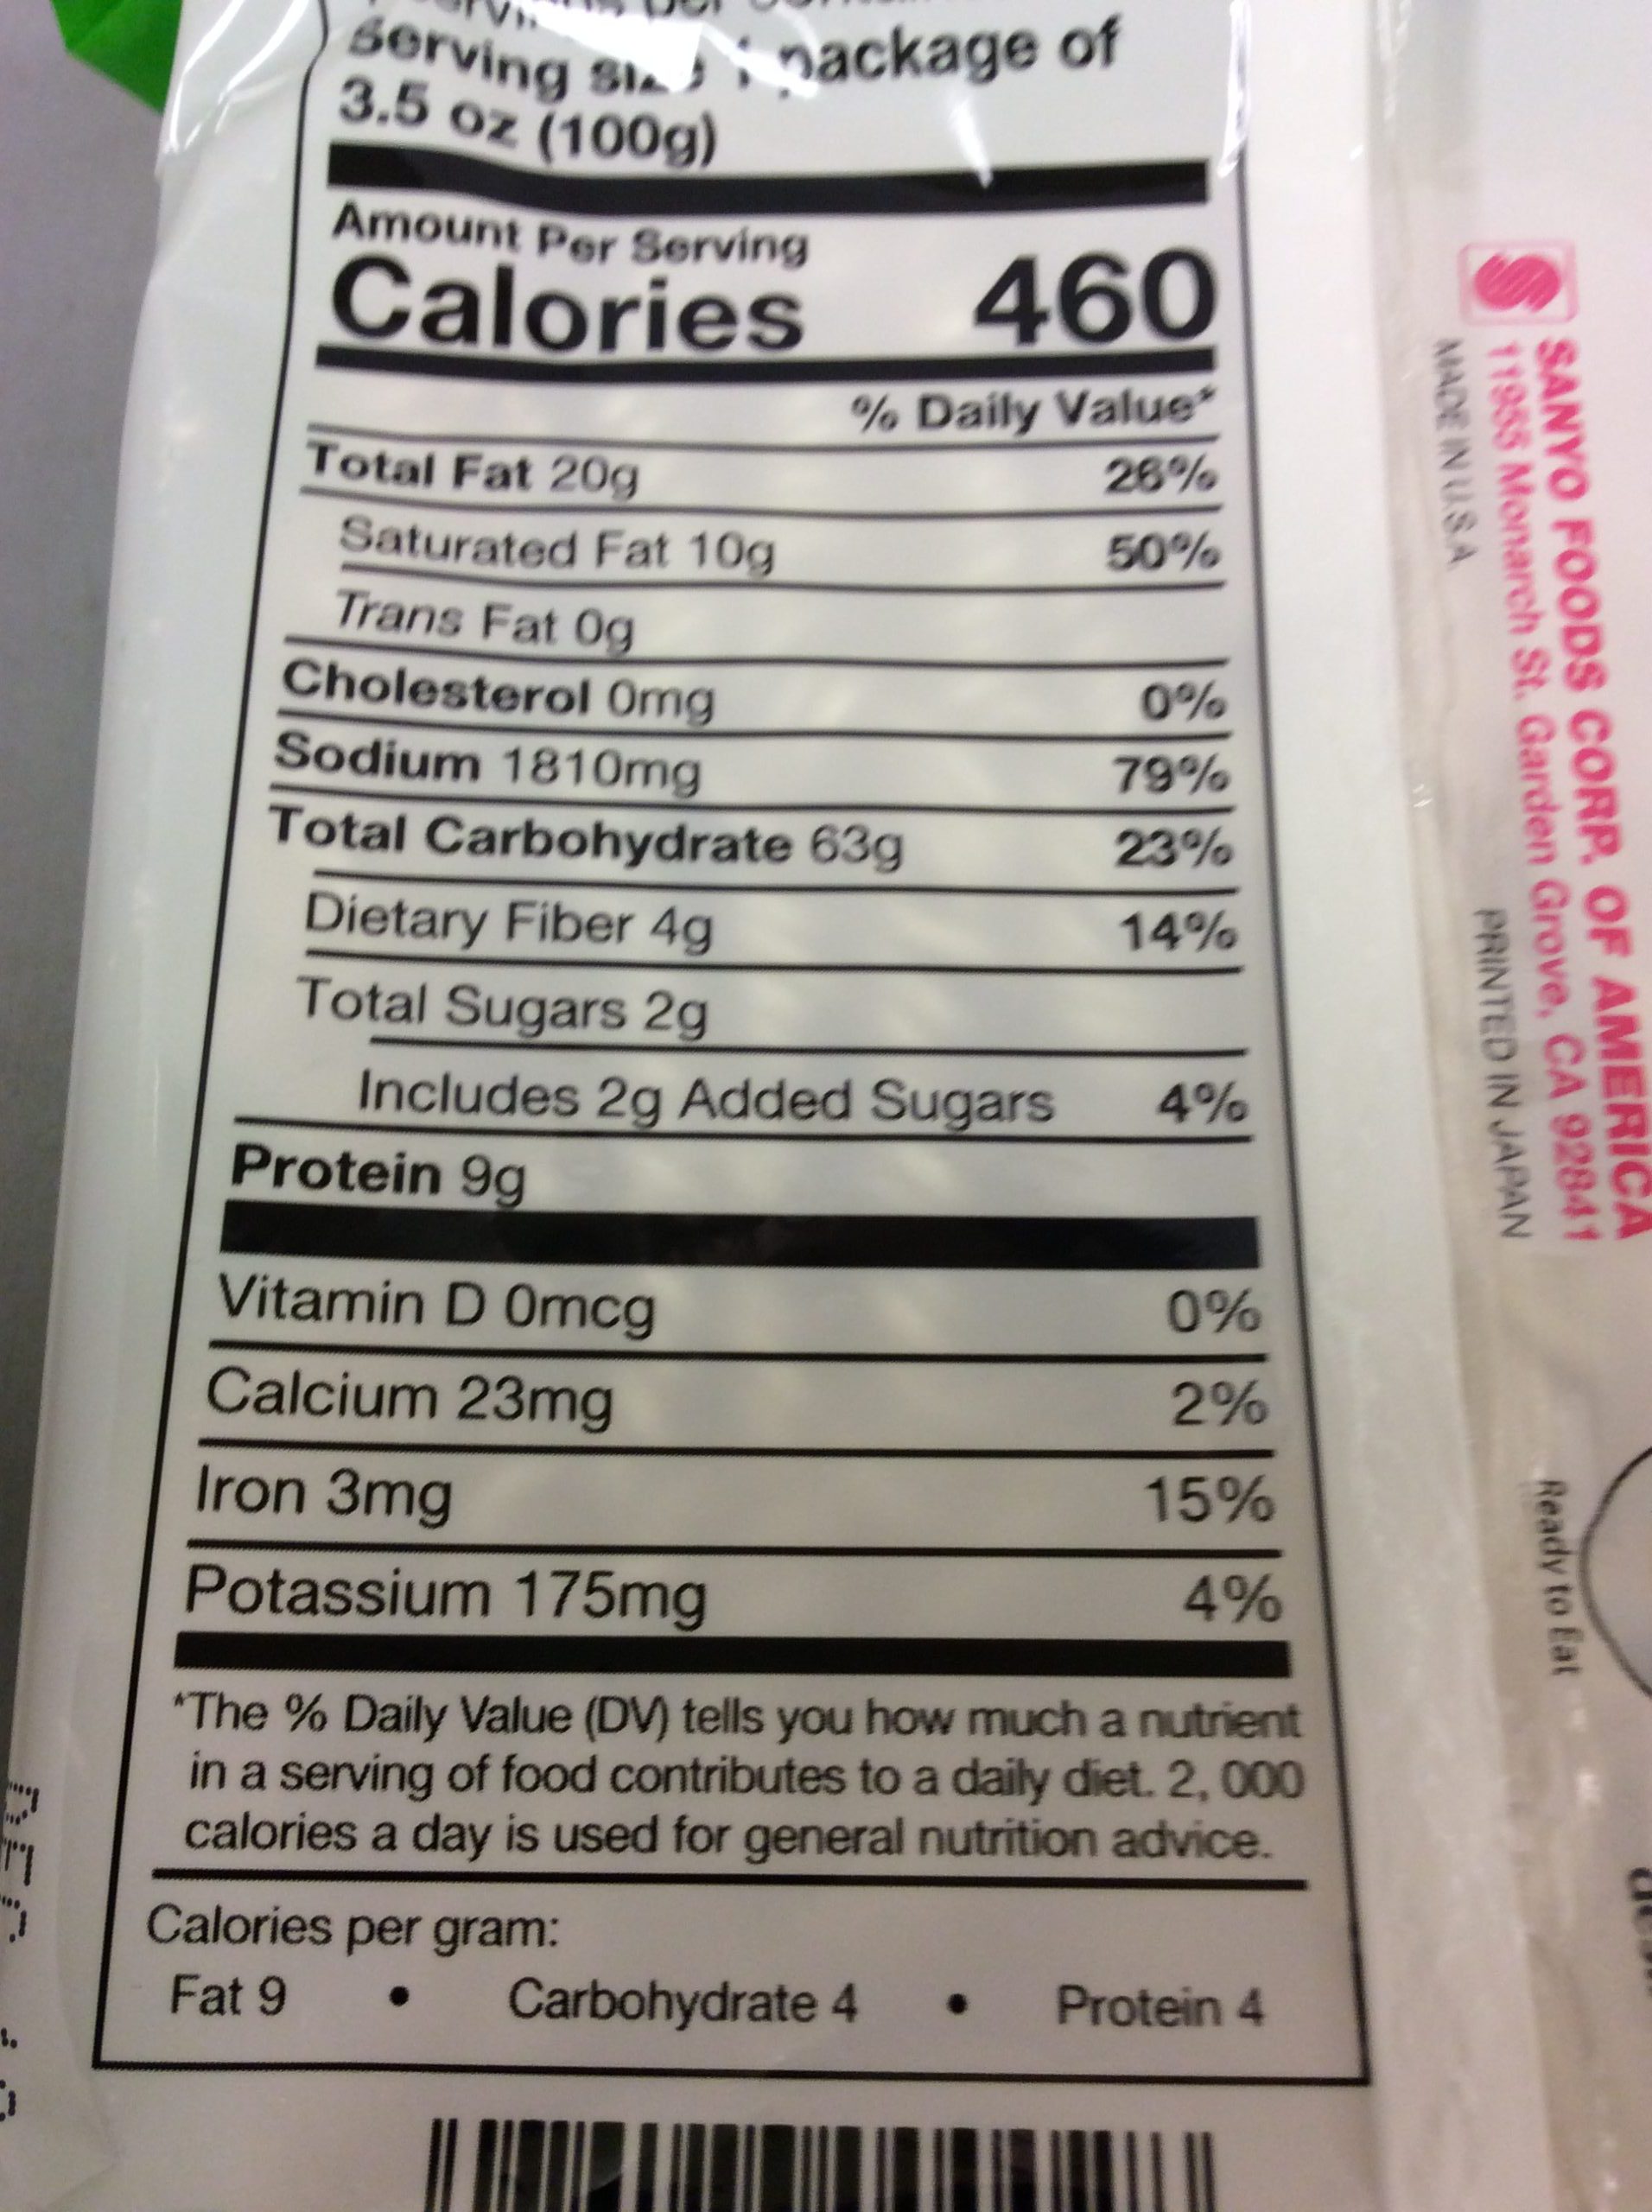 Serving size 1 package of
3.5 oz (100g)
Amount Per Serving
Calories 460
% Daily Value*
Total Fat 20g 26%
Saturated Fat 10g 50%
Trans Fat 0g
Cholesterol 0mg 0%
Sodium 1810mg 79%
Total Carbohydrate 63g 23%
Dietary Fiber 4g 14%
Total Sugars 2g
Includes 2g Added Sugars 4%
Protein 9g
Vitamin D 0mcg 0%
Calcium 23mg 2%
Iron 3mg 15%
Potassium 175mg 4%
*The % Daily Value (DV) tells you how much a nutrient
in a serving of food contributes to a daily diet. 2, 000
calories a day is used for general nutrition advice.
Calories per gram:
Fat 9 • Carbohydrate 4 • Protein 4
SANYO FOODS CORP. OF AMERICA
11955 Monarch St. Garden Grove, CA 92841
MADE IN U.S.A. PRINTED IN JAPAN
Ready to Eat